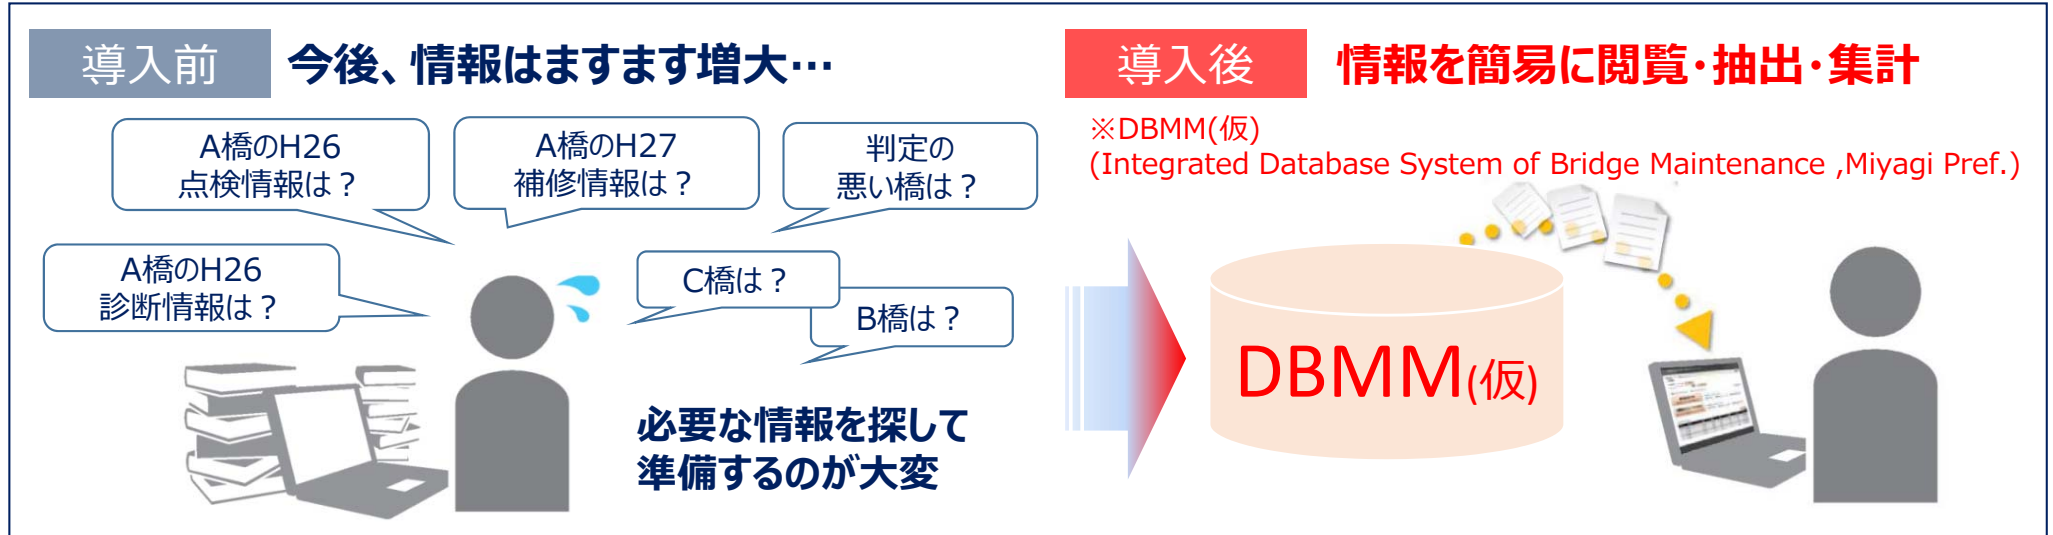 導入前
今後、情報はますます増大…
A橋のH26
点検情報は？
A橋のH27
補修情報は？
判定の
悪い橋は？
A橋のH26
診断情報は？
C橋は？
B橋は？
必要な情報を探して
準備するのが大変
導入後
情報を簡易に閲覧・抽出・集計
※DBMM(仮)
(Integrated Database System of Bridge Maintenance ,Miyagi Pref.)
DBMM(仮)